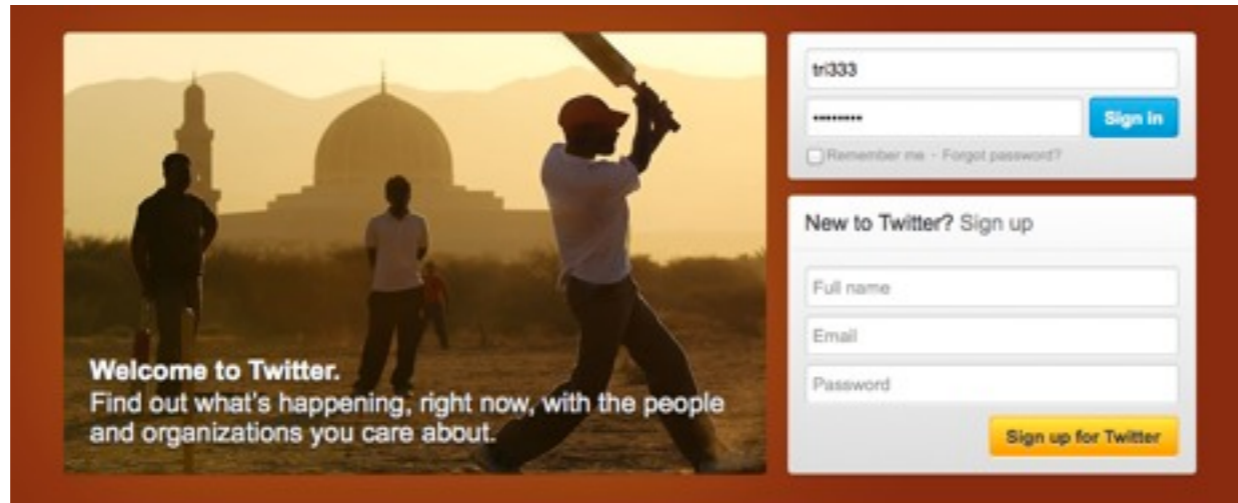 Welcome to Twitter.
Find out what's happening, right now, with the people
and organizations you care about.
tri333
•••••••••
Sign in
Remember me - Forgot password?
New to Twitter? Sign up
Full name
Email
Password
Sign up for Twitter